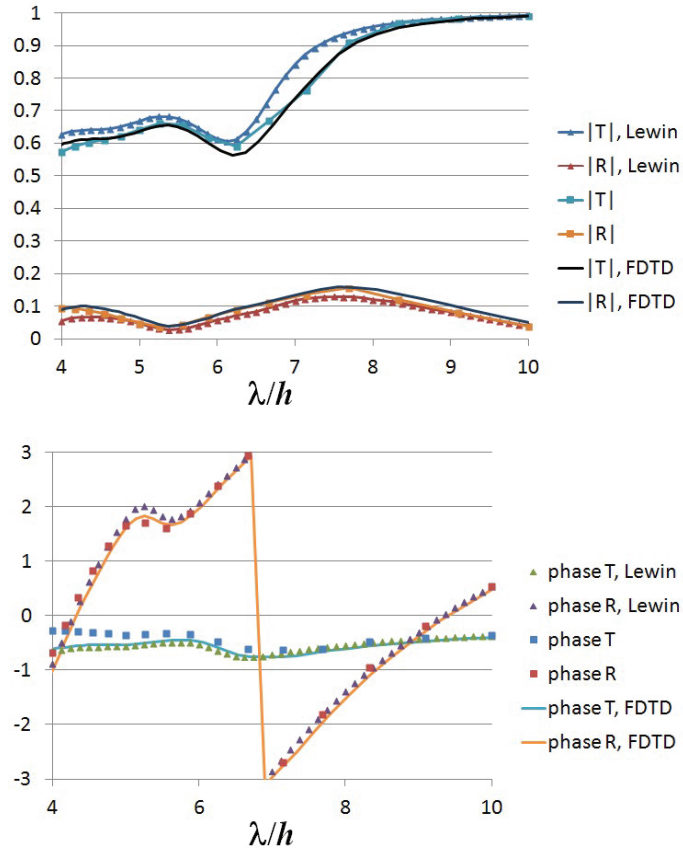 1
0.9
0.8
0.7
0.6
0.5
0.4
0.3
0.2
0.1
0
4 5 6 7 8 9 10
λ/h
|T|, Lewin
|R|, Lewin
|T|
|R|
|T|, FDTD
|R|, FDTD
3
2
1
0
-1
-2
-3
4 6 8 10
λ/h
phase T, Lewin
phase R, Lewin
phase T
phase R
phase T, FDTD
phase R, FDTD